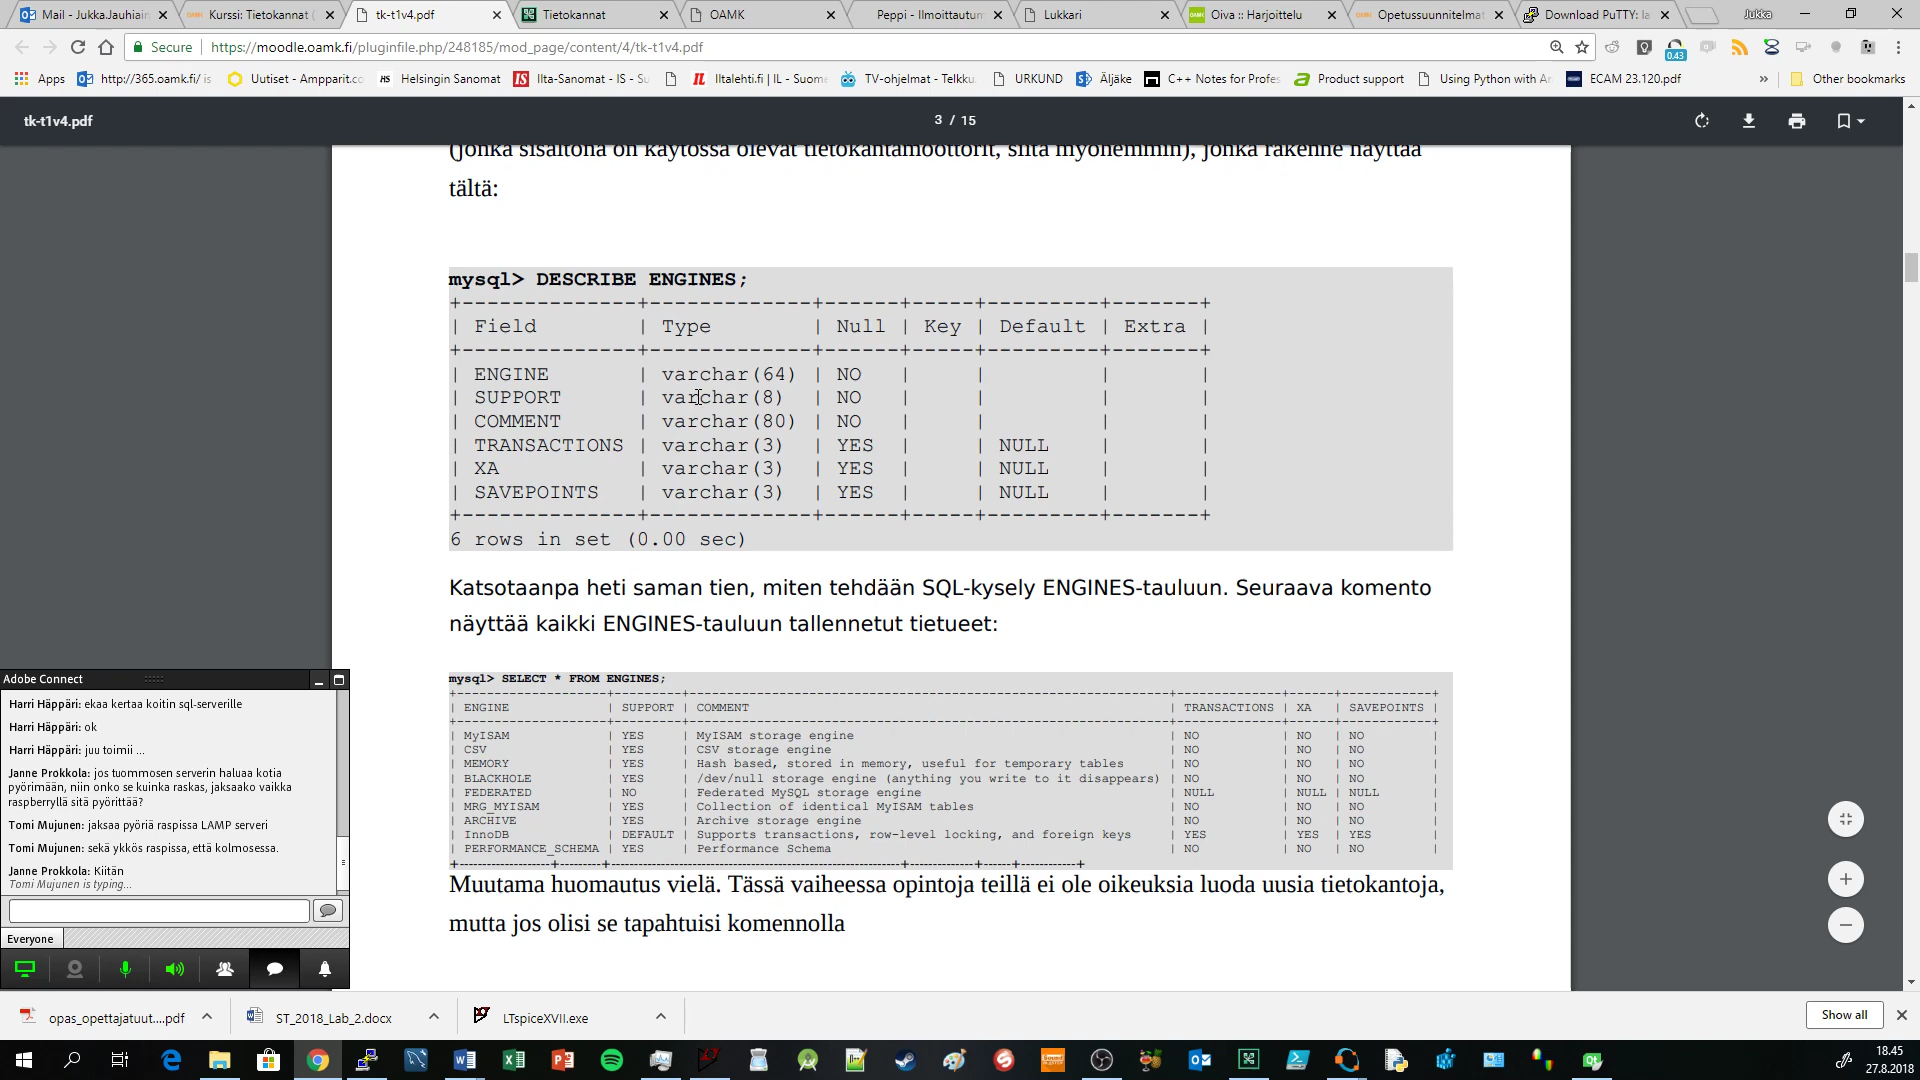 Mail - Jukka.Jauhiain
Kurssi: Tietokannat (
tk-t1v4.pdf
Tietokannat
OAMK
Peppi - Ilmoittautum
Lukkari
Oiva :: Harjoittelu
Opetussuunnitelmat
Download PuTTY: la
Jukka
Secure
https://moodle.oamk.fi/pluginfile.php/248185/mod_page/content/4/tk-t1v4.pdf
0.43
Apps
http://365.oamk.fi/ is
Uutiset - Ampparit.co
Helsingin Sanomat
Ilta-Sanomat - IS - Su
Iltalehti.fi | IL - Suome
TV-ohjelmat - Telkku.
URKUND
Äljäke
C++ Notes for Profes
Product support
Using Python with Ar
ECAM 23.120.pdf
»
Other bookmarks
tk-t1v4.pdf
3 / 15
(jonka sisältönä on käytössä olevat tietokantamoottorit, siitä myöhemmin), jonka rakenne näyttää
tältä:
mysql> DESCRIBE ENGINES;
+--------------+-------------+------+-----+---------+-------+
| Field | Type | Null | Key | Default | Extra |
+--------------+-------------+------+-----+---------+-------+
| ENGINE | varchar(64) | NO | | | |
| SUPPORT | varchar(8) | NO | | | |
| COMMENT | varchar(80) | NO | | | |
| TRANSACTIONS | varchar(3) | YES | | NULL | |
| XA | varchar(3) | YES | | NULL | |
| SAVEPOINTS | varchar(3) | YES | | NULL | |
+--------------+-------------+------+-----+---------+-------+
6 rows in set (0.00 sec)
Katsotaanpa heti saman tien, miten tehdään SQL-kysely ENGINES-tauluun. Seuraava komento
näyttää kaikki ENGINES-tauluun tallennetut tietueet:
mysql> SELECT * FROM ENGINES;
| ENGINE | SUPPORT | COMMENT | TRANSACTIONS | XA | SAVEPOINTS |
| MyISAM | YES | MyISAM storage engine | NO | NO | NO |
| CSV | YES | CSV storage engine | NO | NO | NO |
| MEMORY | YES | Hash based, stored in memory, useful for temporary tables | NO | NO | NO |
| BLACKHOLE | YES | /dev/null storage engine (anything you write to it disappears) | NO | NO | NO |
| FEDERATED | NO | Federated MySQL storage engine | NULL | NULL | NULL |
| MRG_MYISAM | YES | Collection of identical MyISAM tables | NO | NO | NO |
| ARCHIVE | YES | Archive storage engine | NO | NO | NO |
| InnoDB | DEFAULT | Supports transactions, row-level locking, and foreign keys | YES | YES | YES |
| PERFORMANCE_SCHEMA | YES | Performance Schema | NO | NO | NO |
Muutama huomautus vielä. Tässä vaiheessa opintoja teillä ei ole oikeuksia luoda uusia tietokantoja,
mutta jos olisi se tapahtuisi komennolla
Adobe Connect
Harri Häppäri: ekaa kertaa koitin sql-serverille
Harri Häppäri: ok
Harri Häppäri: juu toimii ...
Janne Prokkola: jos tuommosen serverin haluaa kotia
pyörimään, niin onko se kuinka raskas, jaksaako vaikka
raspberryllä sitä pyörittää?
Tomi Mujunen: jaksaa pyöriä raspissa LAMP serveri
Tomi Mujunen: sekä ykkös raspissa, että kolmosessa.
Janne Prokkola: Kiitän
Tomi Mujunen is typing...
Everyone
opas_opettajatuut....pdf
ST_2018_Lab_2.docx
LTspiceXVII.exe
Show all
18.45
27.8.2018